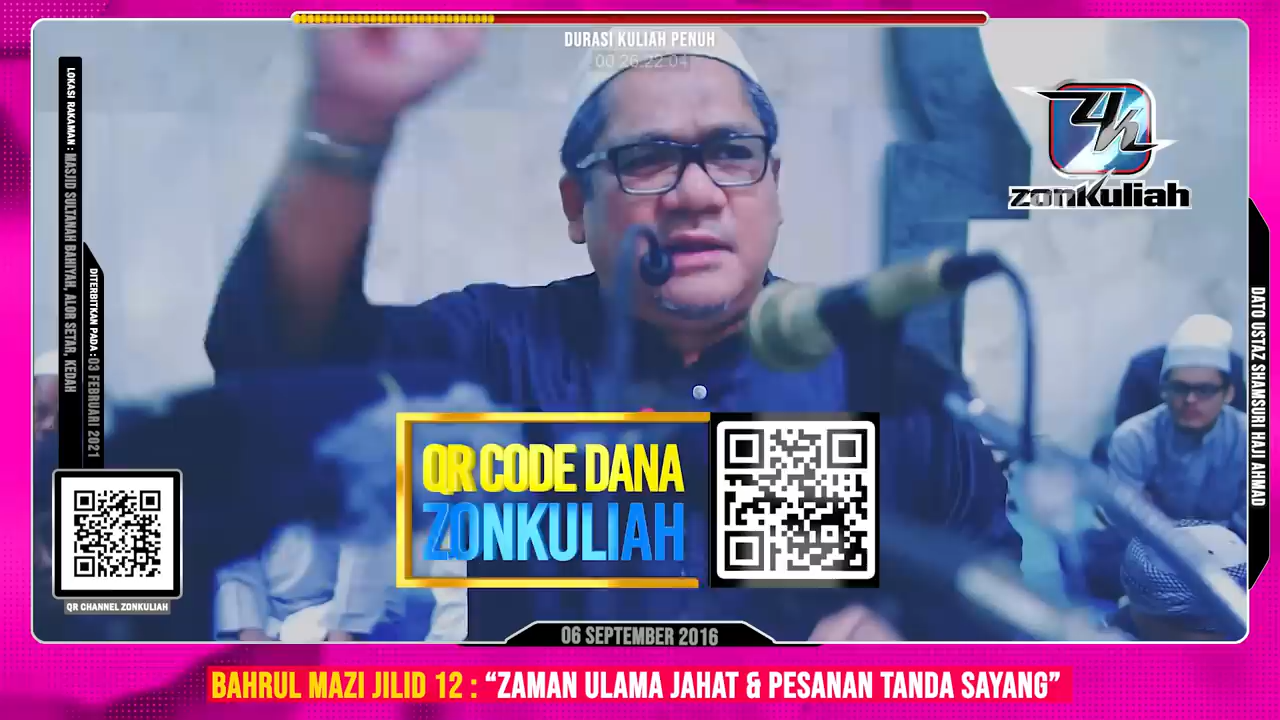 DURASI KULIAH PENUH
00:26:22:04
zonkuliah
LOKASI RAKAMAN : MASJID SULTANAH BAHIYAH, ALOR SETAR, KEDAH
DITERBITKAN PADA : 03 FEBRUARI 2021
DATO USTAZ SHAMSURI HAJI AHMAD
QR CODE DANA
ZONKULIAH
QR CHANNEL ZONKULIAH
06 SEPTEMBER 2016
BAHRUL MAZI JILID 12 : “ZAMAN ULAMA JAHAT & PESANAN TANDA SAYANG”